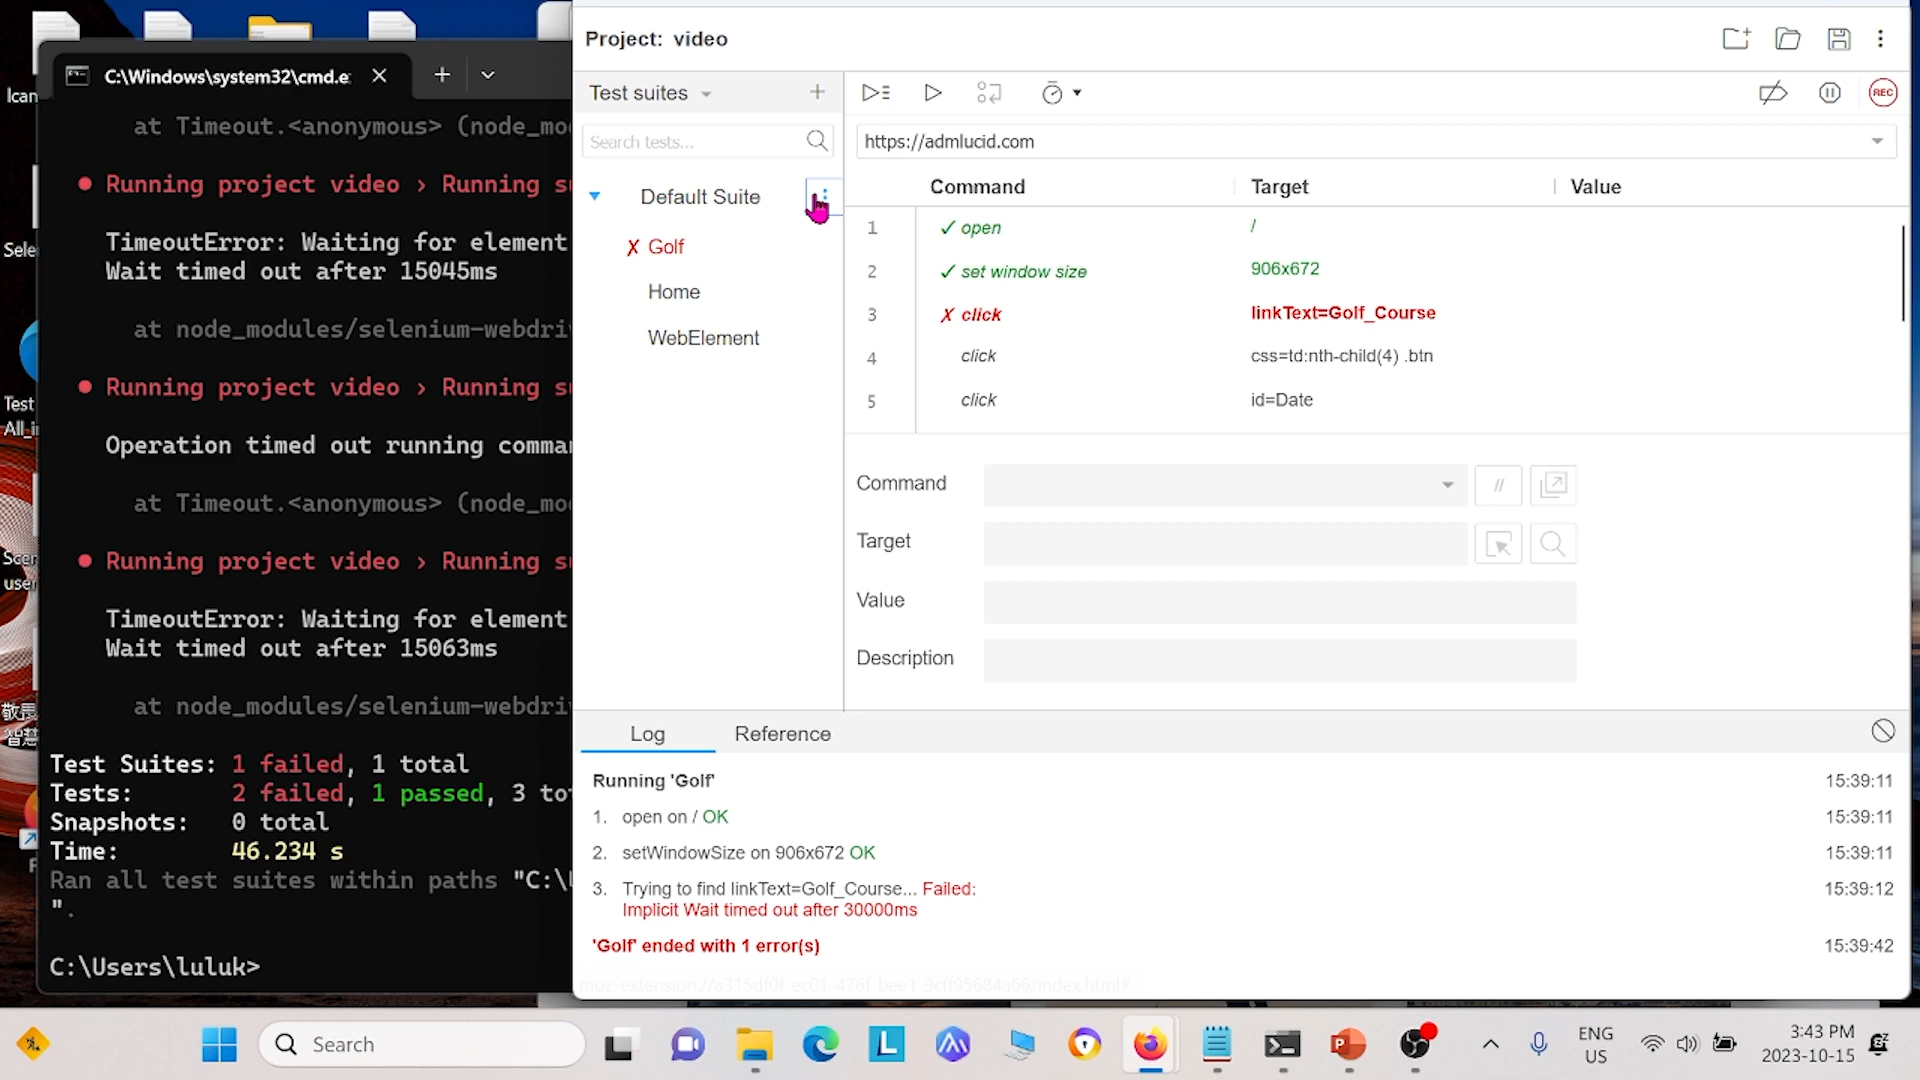 Project: video
C:\Windows\system32\cmd.e
Test suites
Search tests...
https://admlucid.com
Default Suite
Golf
Home
WebElement
Command Target Value
1 ✓ open /
2 ✓ set window size 906x672
3 ✗ click linkText=Golf_Course
4 click css=td:nth-child(4) .btn
5 click id=Date
Command
//
Target
Value
Description
Log Reference
Running 'Golf' 15:39:11
1. open on / OK 15:39:11
2. setWindowSize on 906x672 OK 15:39:11
3. Trying to find linkText=Golf_Course... Failed: 15:39:12
Implicit Wait timed out after 30000ms
'Golf' ended with 1 error(s) 15:39:42
REC
at Timeout.<anonymous> (node_mo
● Running project video › Running s
TimeoutError: Waiting for element
Wait timed out after 15045ms
at node_modules/selenium-webdri
● Running project video › Running s
Operation timed out running comma
at Timeout.<anonymous> (node_mo
● Running project video › Running s
TimeoutError: Waiting for element
Wait timed out after 15063ms
at node_modules/selenium-webdri
Test Suites: 1 failed, 1 total
Tests: 2 failed, 1 passed, 3 to
Snapshots: 0 total
Time: 46.234 s
Ran all test suites within paths "C:\
".
C:\Users\luluk>
Ican
Sele
Test
All_i
Scen
user
Search
ENG
US
3:43 PM
2023-10-15